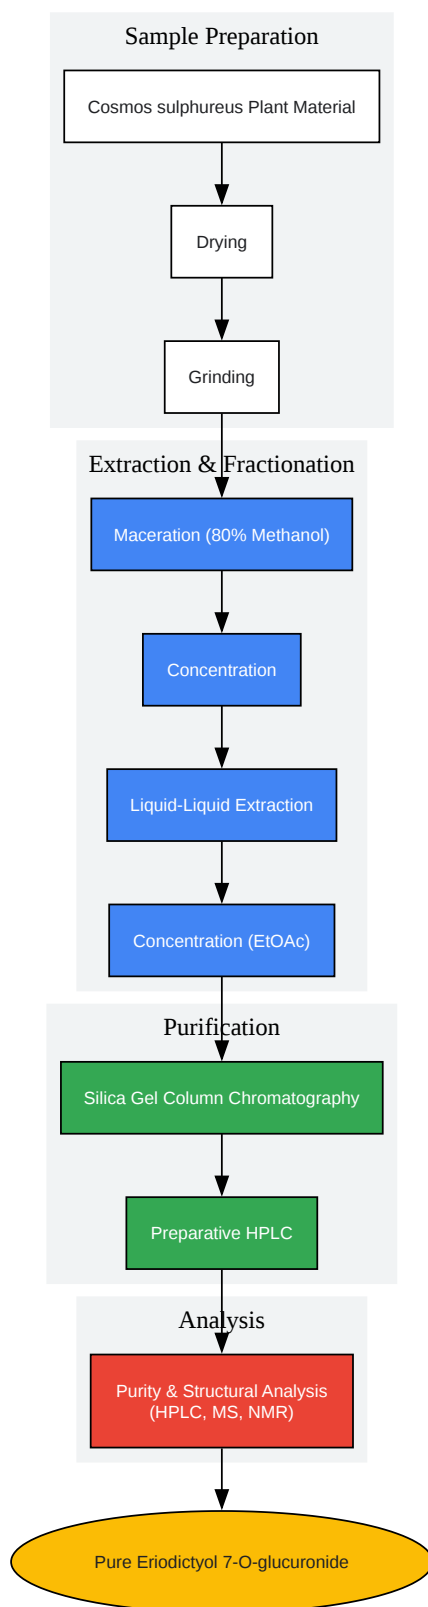 Sample Preparation
Cosmos sulphureus Plant Material
Drying
Grinding
Extraction & Fractionation
Maceration (80% Methanol)
Concentration
Liquid-Liquid Extraction
Concentration (EtOAc)
Purification
Silica Gel Column Chromatography
Preparative HPLC
Analysis
Purity & Structural Analysis
(HPLC, MS, NMR)
Pure Eriodictyol 7-O-glucuronide